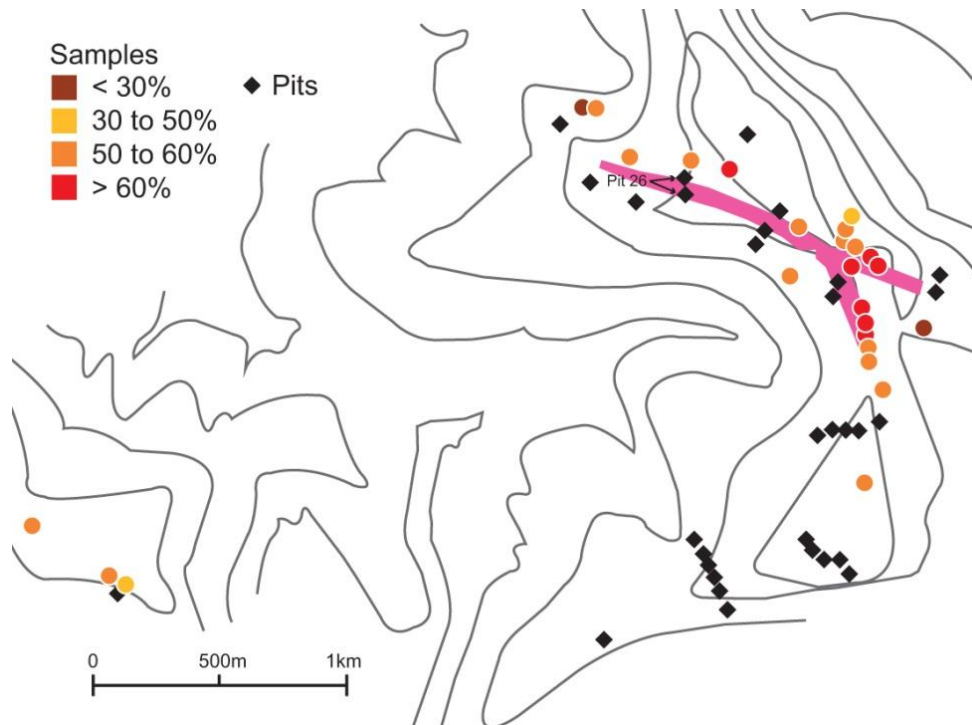 Samples
< 30%
30 to 50%
50 to 60%
> 60%
Pits
Pit 26
0 500m 1km